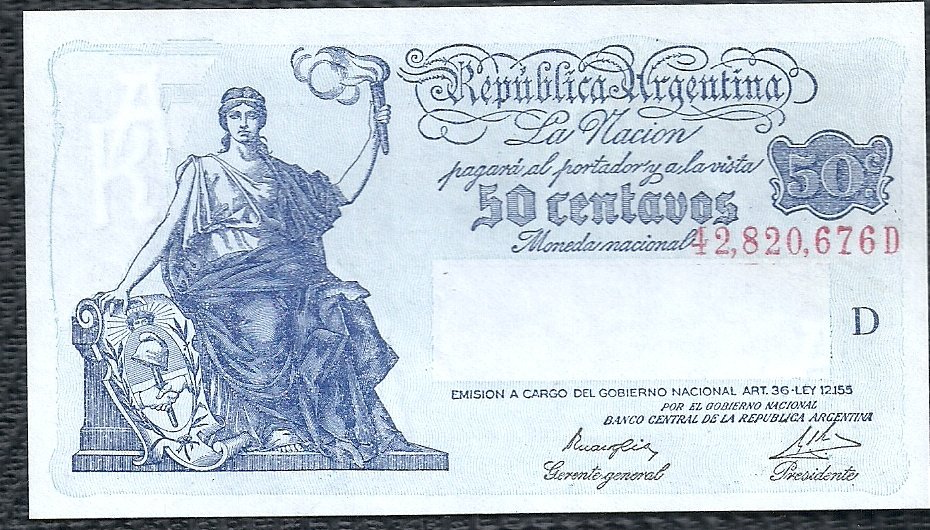 República Argentina
La Nacion
pagará al portador y a la vista
50 centavos
50 c.
Moneda nacional
42,820,676 D
D
EMISION A CARGO DEL GOBIERNO NACIONAL ART. 36-LEY 12.155
POR EL GOBIERNO NACIONAL
BANCO CENTRAL DE LA REPUBLICA ARGENTINA
Gerente general
Presidente